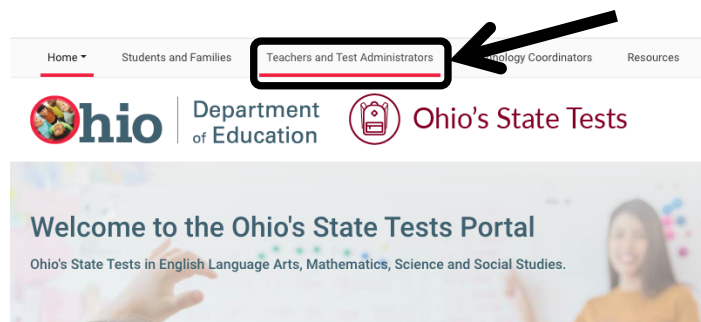 Home Students and Families Teachers and Test Administrators Coordinators Resources
Ohio Department of Education Ohio's State Tests
Welcome to the Ohio's State Tests Portal
Ohio's State Tests in English Language Arts, Mathematics, Science and Social Studies.